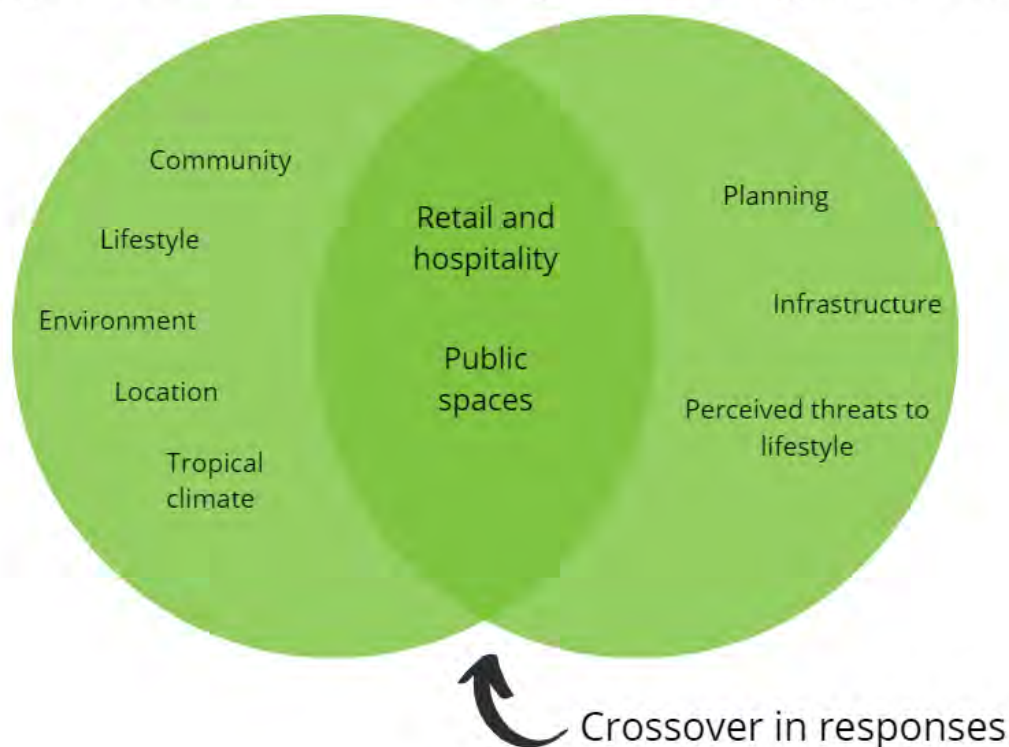 Community
Lifestyle
Environment
Location
Tropical
climate
Retail and
hospitality
Public
spaces
Planning
Infrastructure
Perceived threats to
lifestyle
Crossover in responses